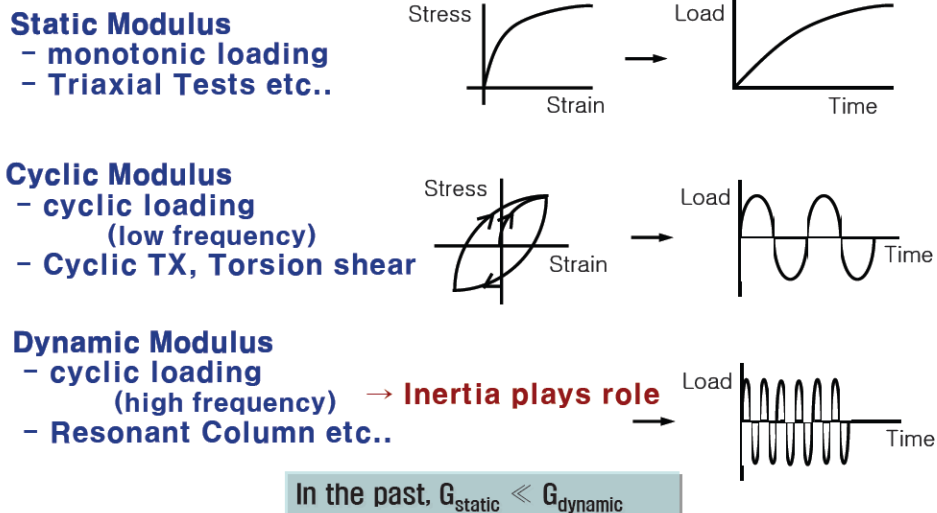 Static Modulus
- monotonic loading
- Triaxial Tests etc..
Stress
Strain
Load
Time
Cyclic Modulus
- cyclic loading
(low frequency)
- Cyclic TX, Torsion shear
Stress
Strain
Load
Time
Dynamic Modulus
- cyclic loading
(high frequency)
→ Inertia plays role
- Resonant Column etc..
Load
Time
In the past, G_static ≪ G_dynamic